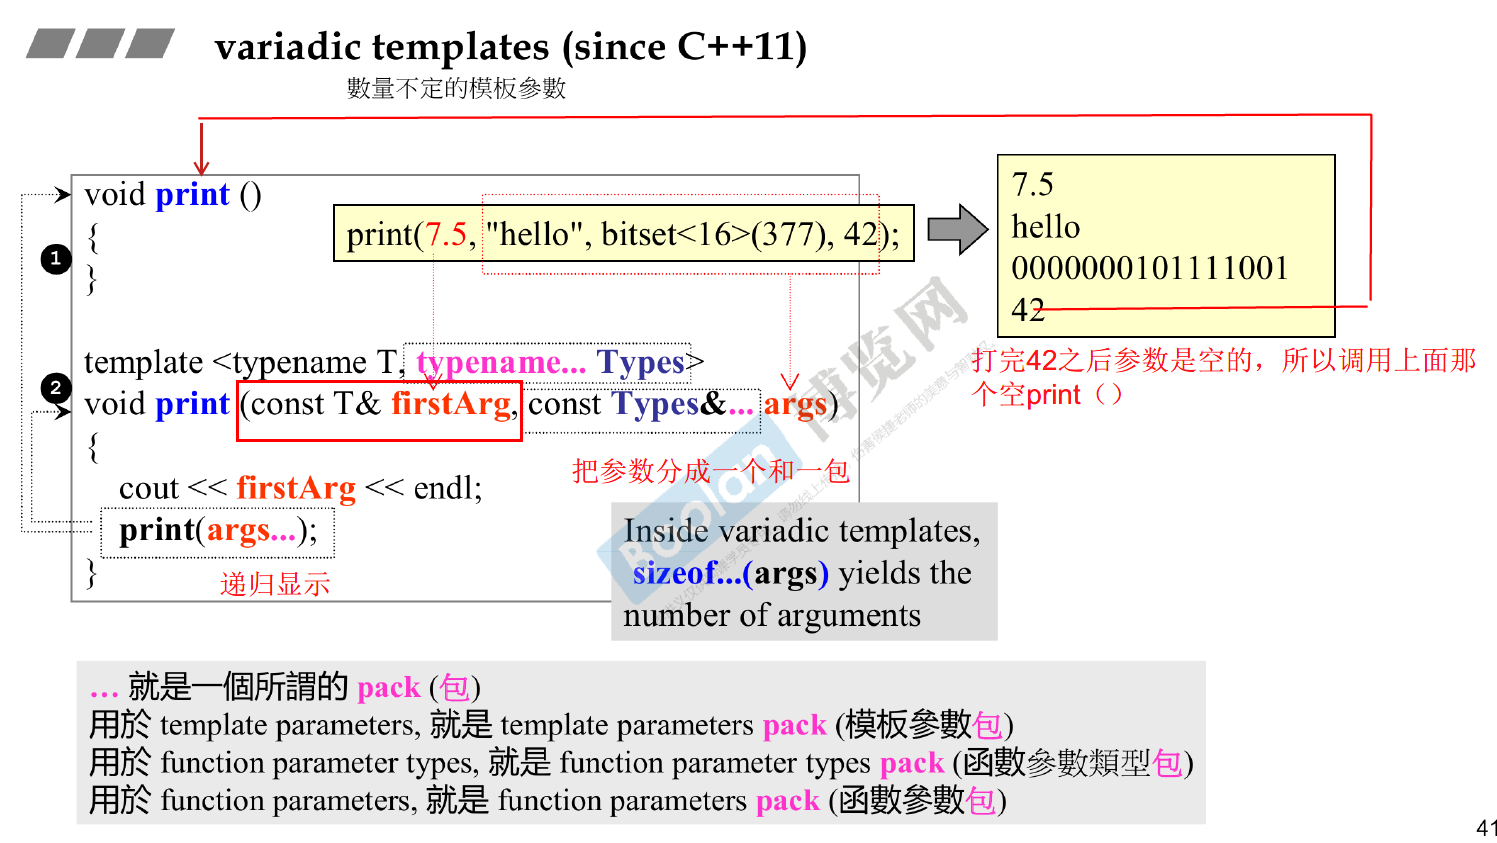 variadic templates (since C++11)
數量不定的模板參數
void print ()
{
}
print(7.5, "hello", bitset<16>(377), 42);
7.5
hello
0000000101111001
42
打完42之后参数是空的，所以调用上面那
个空print（）
1
2
template <typename T, typename... Types>
void print (const T& firstArg, const Types&... args)
{
cout << firstArg << endl;
print(args...);
}
把参数分成一个和一包
递归显示
Inside variadic templates,
sizeof...(args) yields the
number of arguments
博览网
Boolan
... 就是一個所謂的 pack (包)
用於 template parameters, 就是 template parameters pack (模板參數包)
用於 function parameter types, 就是 function parameter types pack (函數參數類型包)
用於 function parameters, 就是 function parameters pack (函數參數包)
41